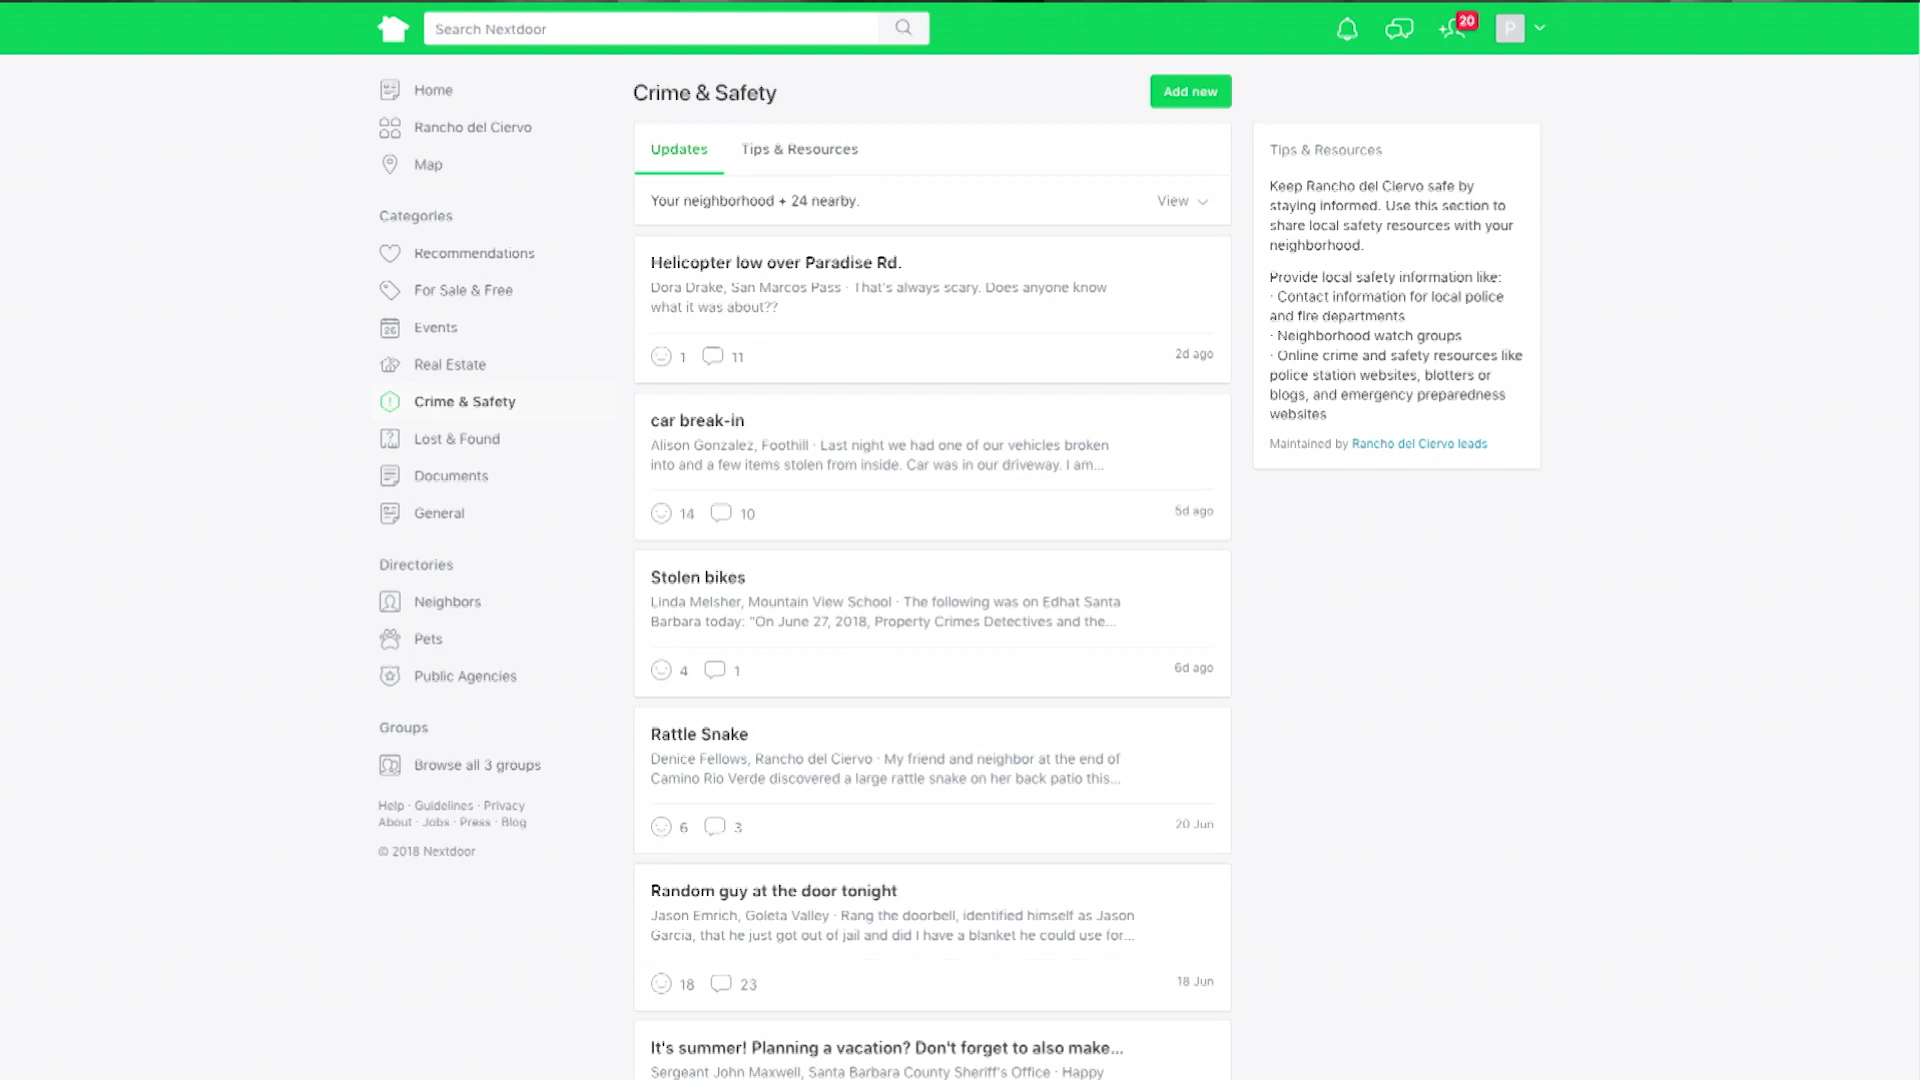 Search Nextdoor
20
P
Home
Rancho del Ciervo
Map
Categories
Recommendations
For Sale & Free
26
Events
Real Estate
Crime & Safety
Lost & Found
Documents
General
Directories
Neighbors
Pets
Public Agencies
Groups
Browse all 3 groups
Help · Guidelines · Privacy
About · Jobs · Press · Blog
© 2018 Nextdoor
Crime & Safety
Add new
Updates
Tips & Resources
Your neighborhood + 24 nearby.
View
Helicopter low over Paradise Rd.
Dora Drake, San Marcos Pass · That's always scary. Does anyone know
what it was about??
1
11
2d ago
car break-in
Alison Gonzalez, Foothill · Last night we had one of our vehicles broken
into and a few items stolen from inside. Car was in our driveway. I am...
14
10
5d ago
Stolen bikes
Linda Melsher, Mountain View School · The following was on Edhat Santa
Barbara today: "On June 27, 2018, Property Crimes Detectives and the...
4
1
6d ago
Rattle Snake
Denice Fellows, Rancho del Ciervo · My friend and neighbor at the end of
Camino Rio Verde discovered a large rattle snake on her back patio this...
6
3
20 Jun
Random guy at the door tonight
Jason Emrich, Goleta Valley · Rang the doorbell, identified himself as Jason
Garcia, that he just got out of jail and did I have a blanket he could use for...
18
23
18 Jun
It's summer! Planning a vacation? Don't forget to also make...
Sergeant John Maxwell, Santa Barbara County Sheriff's Office · Happy
Tips & Resources
Keep Rancho del Ciervo safe by
staying informed. Use this section to
share local safety resources with your
neighborhood.
Provide local safety information like:
· Contact information for local police
and fire departments
· Neighborhood watch groups
· Online crime and safety resources like
police station websites, blotters or
blogs, and emergency preparedness
websites
Maintained by Rancho del Ciervo leads